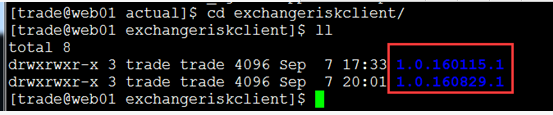 [trade@web01 actual]$ cd exchangeriskclient/
[trade@web01 exchangeriskclient]$ ll
total 8
drwxrwxr-x 3 trade trade 4096 Sep  7 17:33 1.0.160115.1
drwxrwxr-x 3 trade trade 4096 Sep  7 20:01 1.0.160829.1
[trade@web01 exchangeriskclient]$